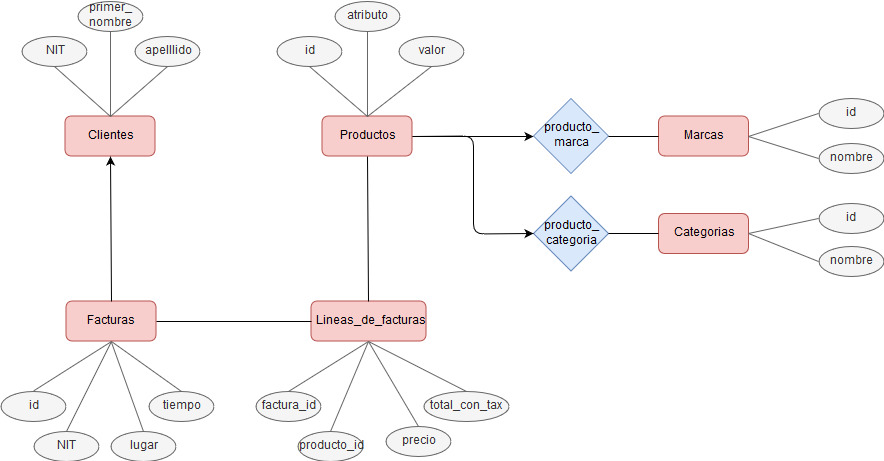 primer_
nombre
NIT
apelllido
Clientes
atributo
id
valor
Productos
producto_
marca
Marcas
id
nombre
producto_
categoria
Categorias
id
nombre
Facturas
Lineas_de_facturas
id
tiempo
NIT
lugar
factura_id
total_con_tax
producto_id
precio